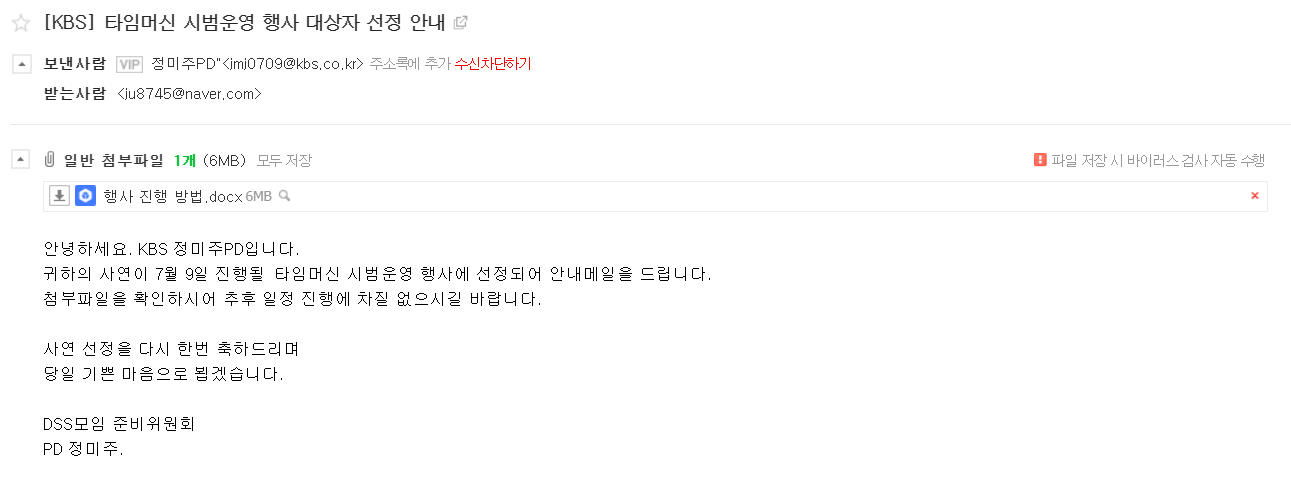 [KBS] 타임머신 시범운영 행사 대상자 선정 안내
보낸사람 VIP 정미주PD"<jmj0709@kbs.co.kr> 주소록에 추가 수신차단하기
받는사람 <ju8745@naver.com>
일반 첨부파일 1개 (6MB) 모두 저장
파일 저장 시 바이러스 검사 자동 수행
행사 진행 방법.docx 6MB
안녕하세요. KBS 정미주PD입니다.
귀하의 사연이 7월 9일 진행될 타임머신 시범운영 행사에 선정되어 안내메일을 드립니다.
첨부파일을 확인하시어 추후 일정 진행에 차질 없으시길 바랍니다.
사연 선정을 다시 한번 축하드리며
당일 기쁜 마음으로 뵙겠습니다.
DSS모임 준비위원회
PD 정미주.